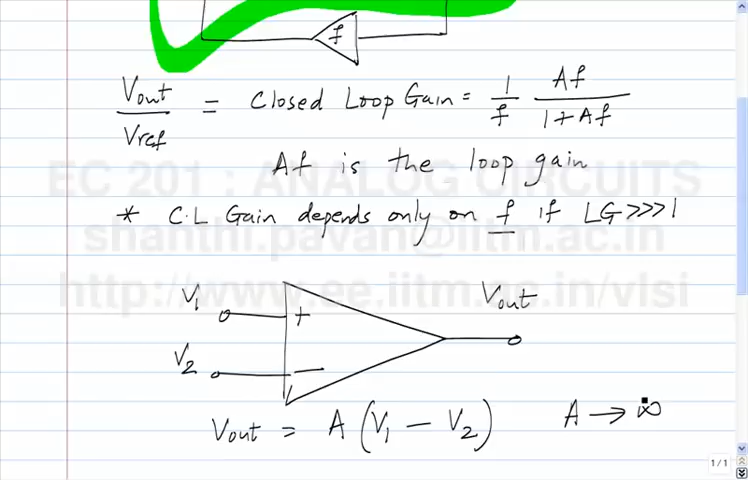 f
Vout / Vref = Closed Loop Gain = 1/f Af/(1+Af)
Af is the loop gain
EC 201 : ANALOG CIRCUITS
* C.L Gain depends only on f if LG >>> 1
shanthi.pavan@iitm.ac.in
http://www.ee.iitm.ac.in/vlsi
V1 + Vout
V2 −
Vout = A (V1 − V2) A → ∞
1/1